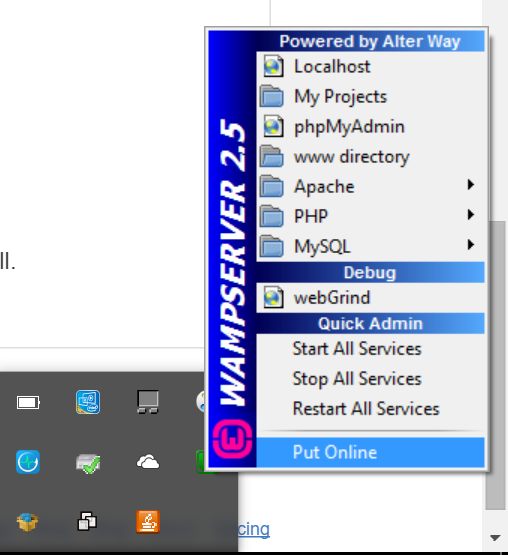 Powered by Alter Way
Localhost
My Projects
phpMyAdmin
www directory
Apache
PHP
MySQL
Debug
webGrind
Quick Admin
Start All Services
Stop All Services
Restart All Services
Put Online
WAMPSERVER 2.5
ll.
cing